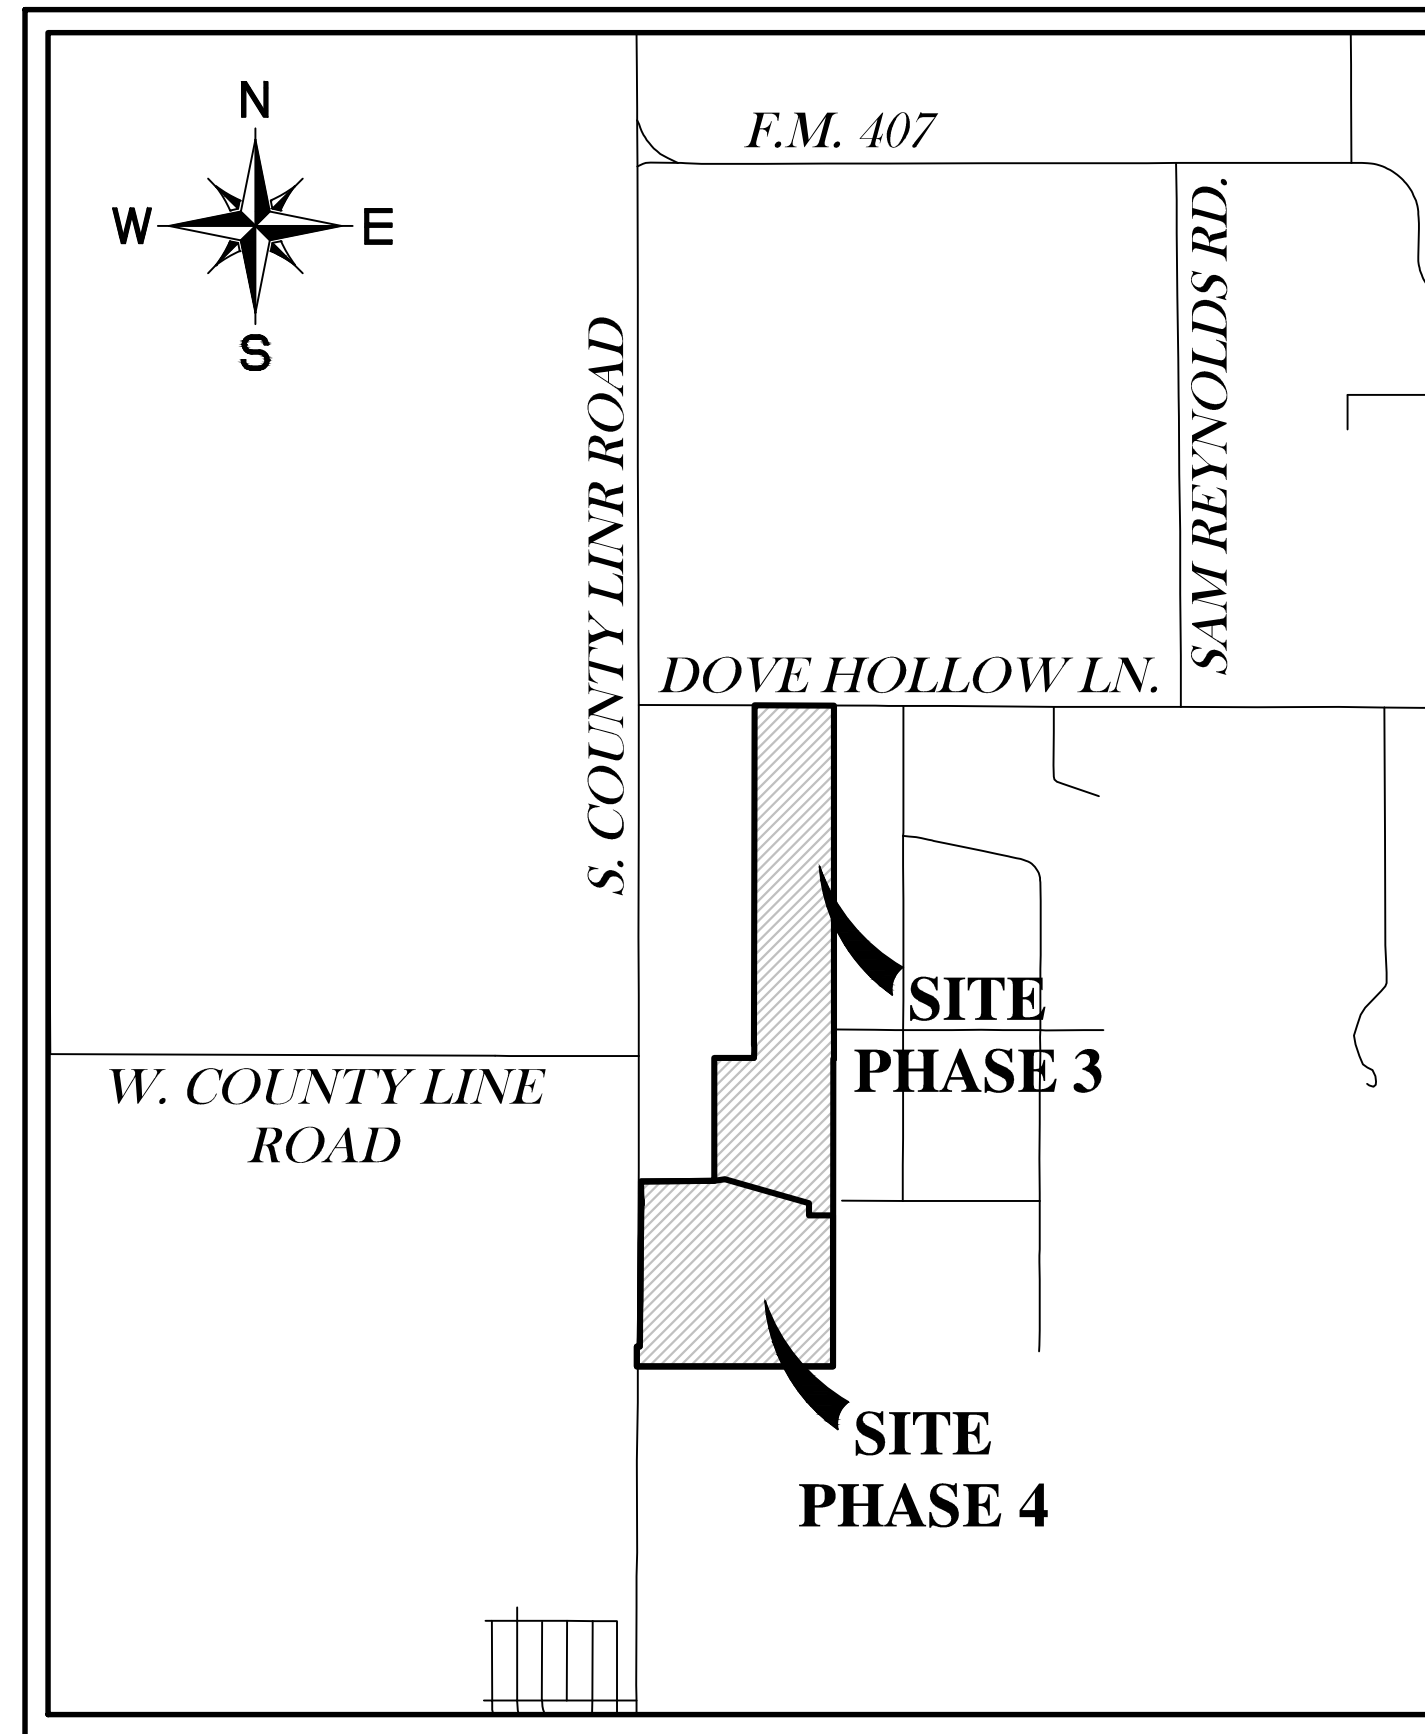 N
W
E
S
F.M. 407
SAM REYNOLDS RD.
S. COUNTY LINR ROAD
DOVE HOLLOW LN.
SITE
PHASE 3
W. COUNTY LINE
ROAD
SITE
PHASE 4